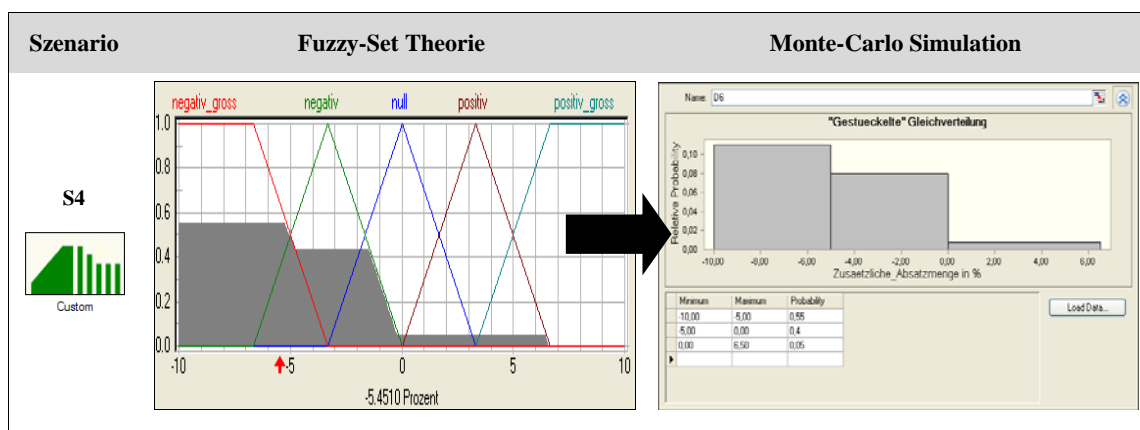 Szenario Fuzzy-Set Theorie Monte-Carlo Simulation
S4
Custom
negativ_gross negativ null positiv positiv_gross
1.0
0.8
0.6
0.4
0.2
0.0
-10 -5 0 5 10
-5.4510 Prozent
Name: D6
"Gestueckelte" Gleichverteilung
Relative Probability
0,10
0,08
0,06
0,04
0,02
0,00
-10,00 -8,00 -6,00 -4,00 -2,00 0,00 2,00 4,00 6,00
Zusaetzliche_Absatzmenge in %
Minimum Maximum Probability
-10,00 -5,00 0,55
-5,00 0,00 0,4
0,00 6,50 0,05
Load Data...